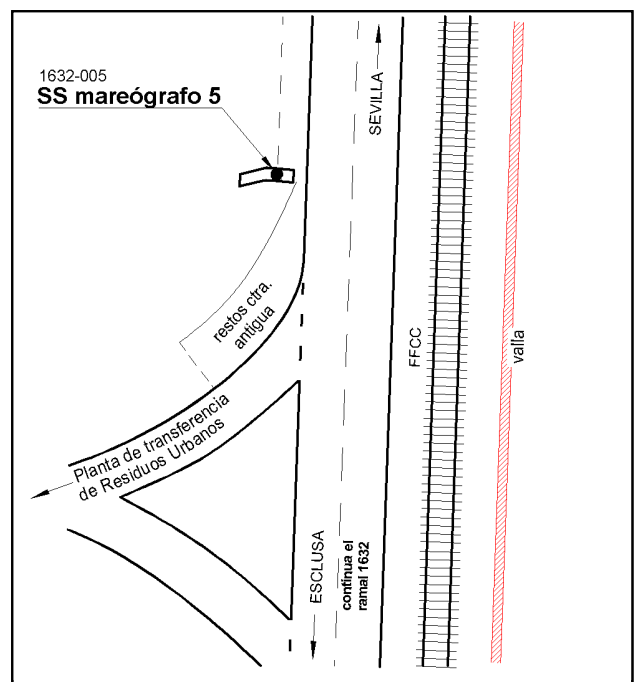 1632-005
SS mareógrafo 5
SEVILLA
restos ctra.
antigua
FFCC
valla
Planta de transferencia
de Residuos Urbanos
ESCLUSA
continua el
ramal 1632